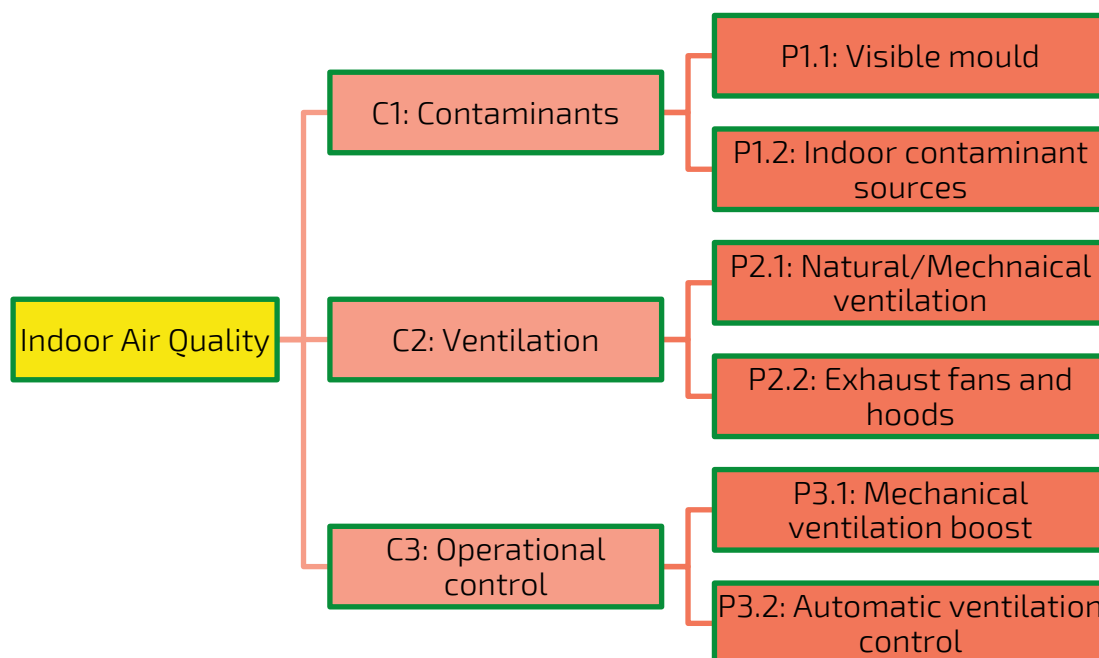 Indoor Air Quality
C1: Contaminants
P1.1: Visible mould
P1.2: Indoor contaminant
sources
C2: Ventilation
P2.1: Natural/Mechnaical
ventilation
P2.2: Exhaust fans and
hoods
C3: Operational
control
P3.1: Mechanical
ventilation boost
P3.2: Automatic ventilation
control